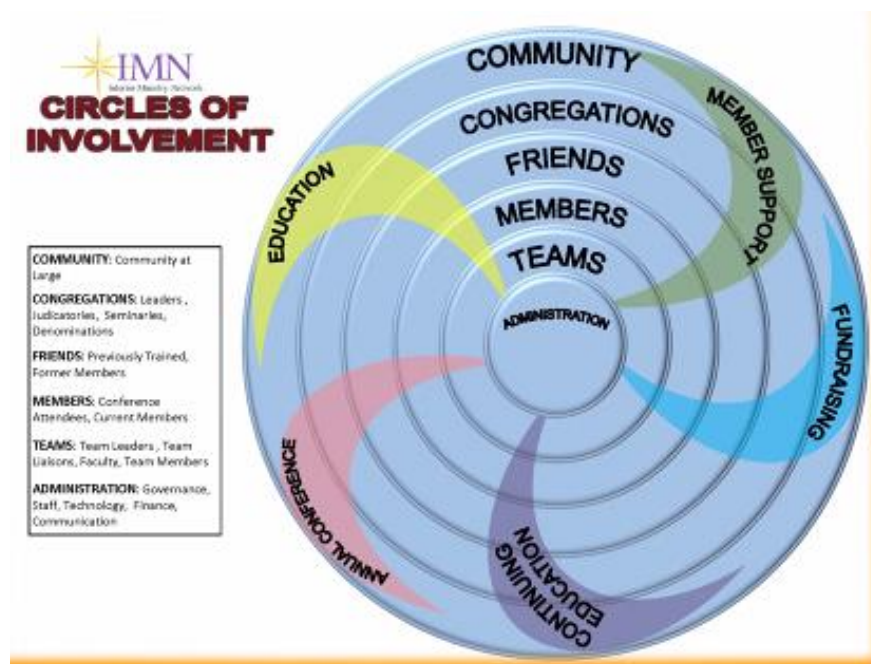 IMN
Interim Ministry Network
CIRCLES OF
INVOLVEMENT
COMMUNITY: Community at
Large
CONGREGATIONS: Leaders ,
Judicatories, Seminaries,
Denominations
FRIENDS: Previously Trained,
Former Members
MEMBERS: Conference
Attendees, Current Members
TEAMS: Team Leaders , Team
Liaisons, Faculty, Team Members
ADMINISTRATION: Governance,
Staff, Technology, Finance,
Communication
COMMUNITY
CONGREGATIONS
FRIENDS
MEMBERS
TEAMS
ADMINISTRATION
EDUCATION
MEMBER SUPPORT
FUNDRAISING
CONTINUING
EDUCATION
ANNUAL CONFERENCE